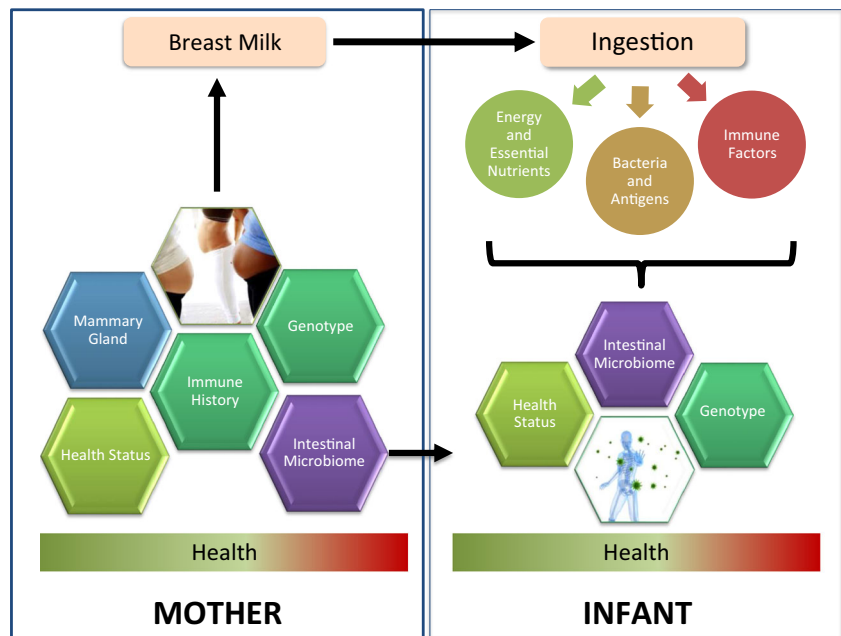 Breast Milk
Mammary
Gland
Genotype
Immune
History
Health Status
Intestinal
Microbiome
Health
MOTHER
Ingestion
Energy
and
Essential
Nutrients
Bacteria
and
Antigens
Immune
Factors
Intestinal
Microbiome
Health
Status
Genotype
Health
INFANT